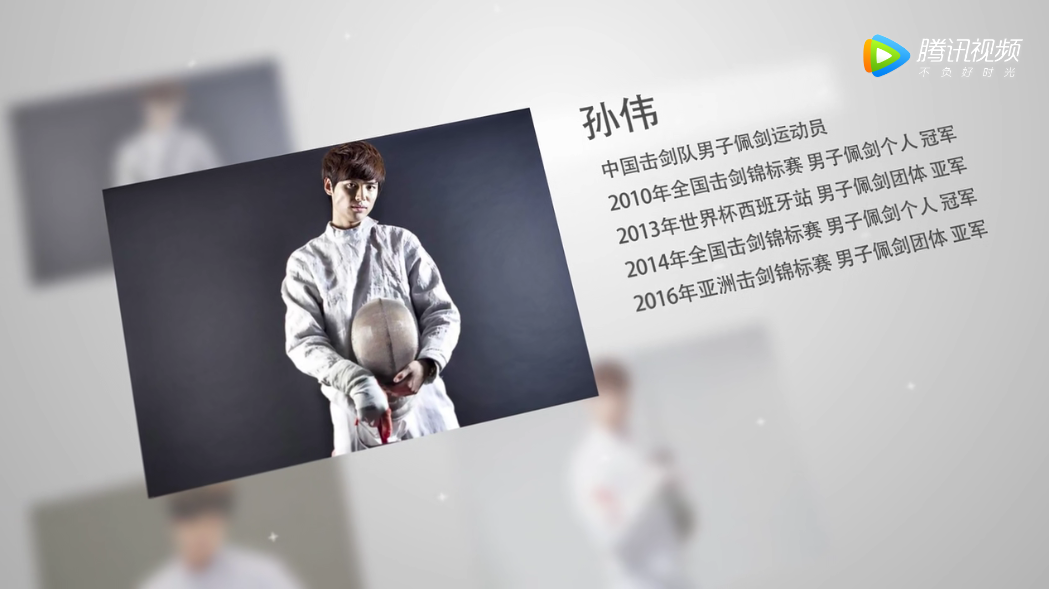 腾讯视频
不负好时光
孙伟
中国击剑队男子佩剑运动员
2010年全国击剑锦标赛 男子佩剑个人 冠军
2013年世界杯西班牙站 男子佩剑团体 亚军
2014年全国击剑锦标赛 男子佩剑个人 冠军
2016年亚洲击剑锦标赛 男子佩剑团体 亚军